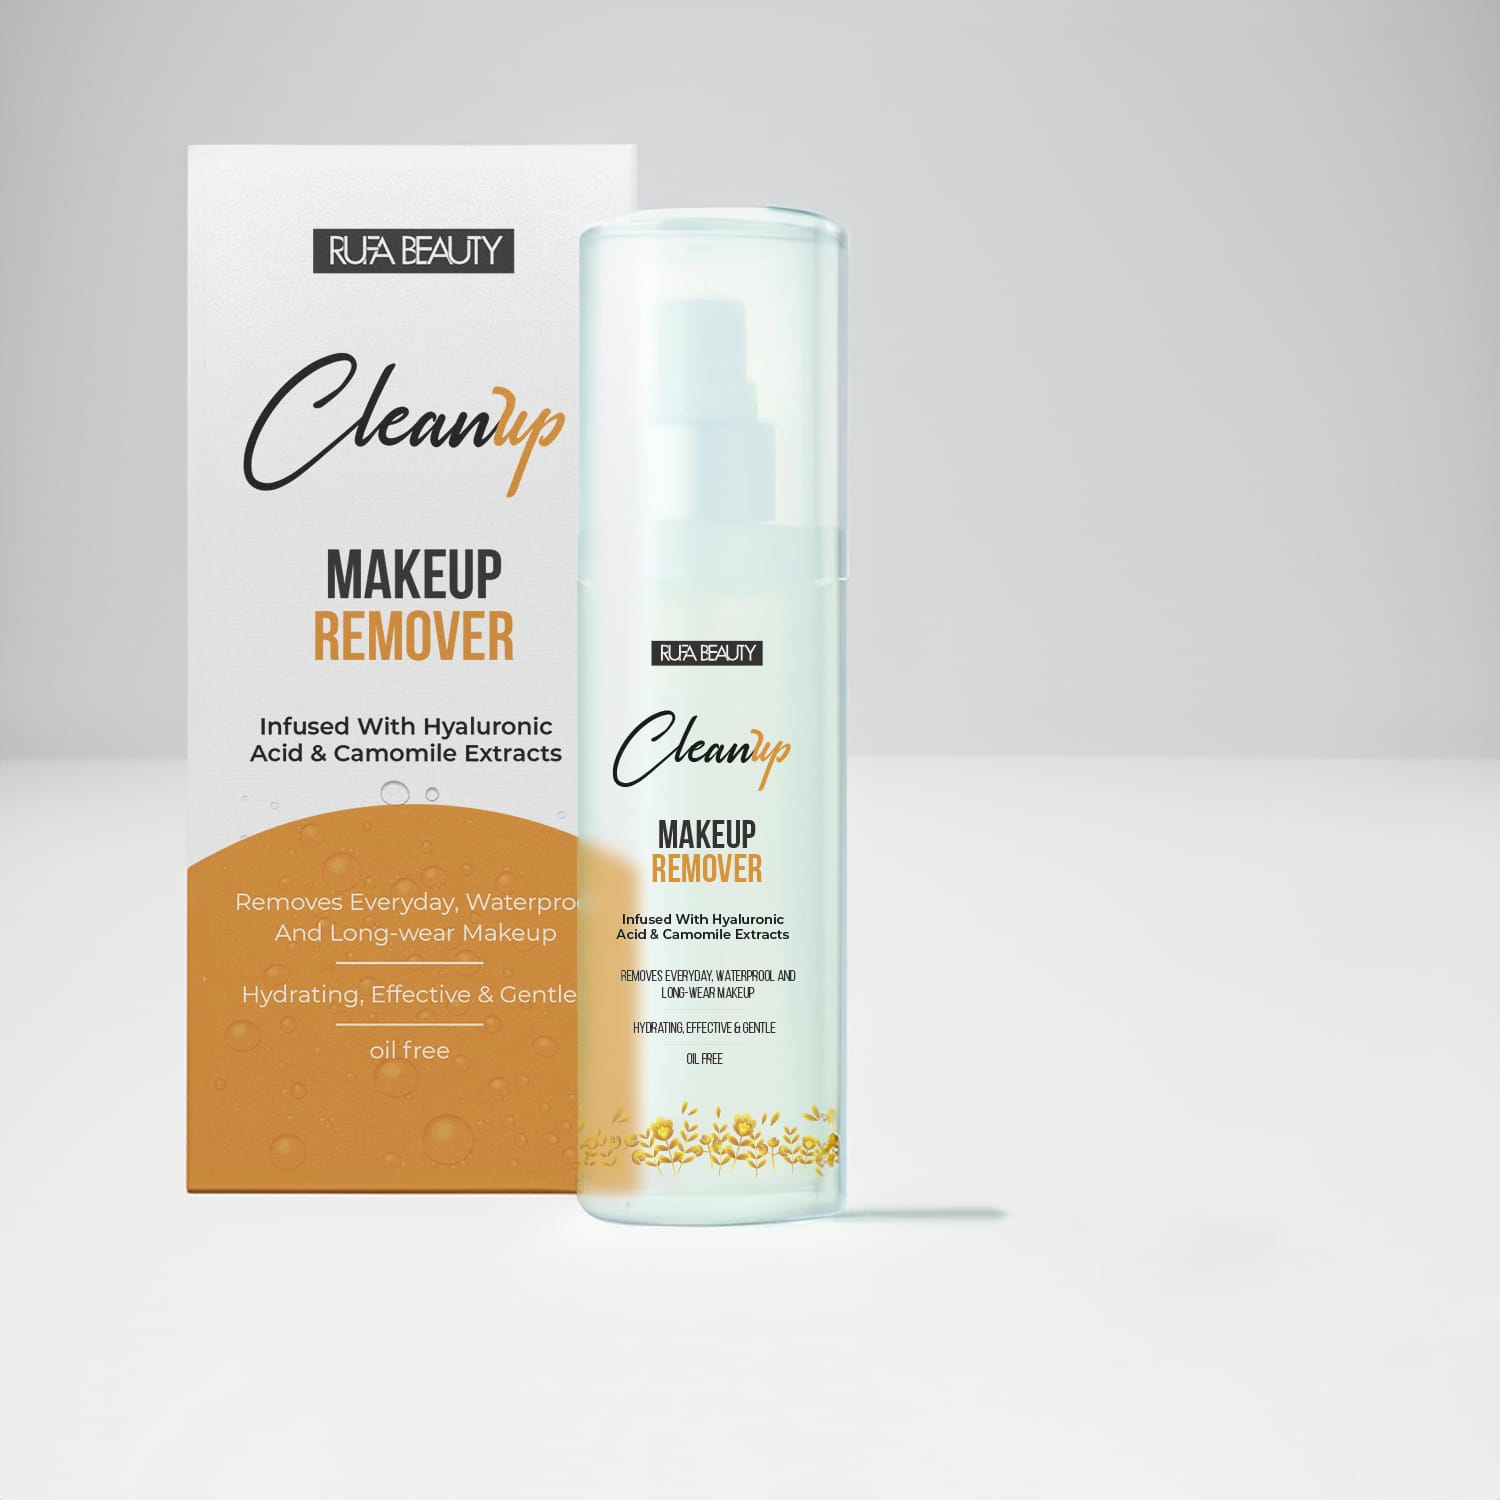 RUFA BEAUTY
Cleanup
MAKEUP
REMOVER
Infused With Hyaluronic
Acid & Camomile Extracts
Removes Everyday, Waterproo
And Long-wear Makeup
Hydrating, Effective & Gentle
oil free
RUFA BEAUTY
Cleanup
MAKEUP
REMOVER
Infused With Hyaluronic
Acid & Camomile Extracts
REMOVES EVERYDAY, WATERPROOL AND
LONG-WEAR MAKEUP
HYDRATING, EFFECTIVE & GENTLE
OIL FREE